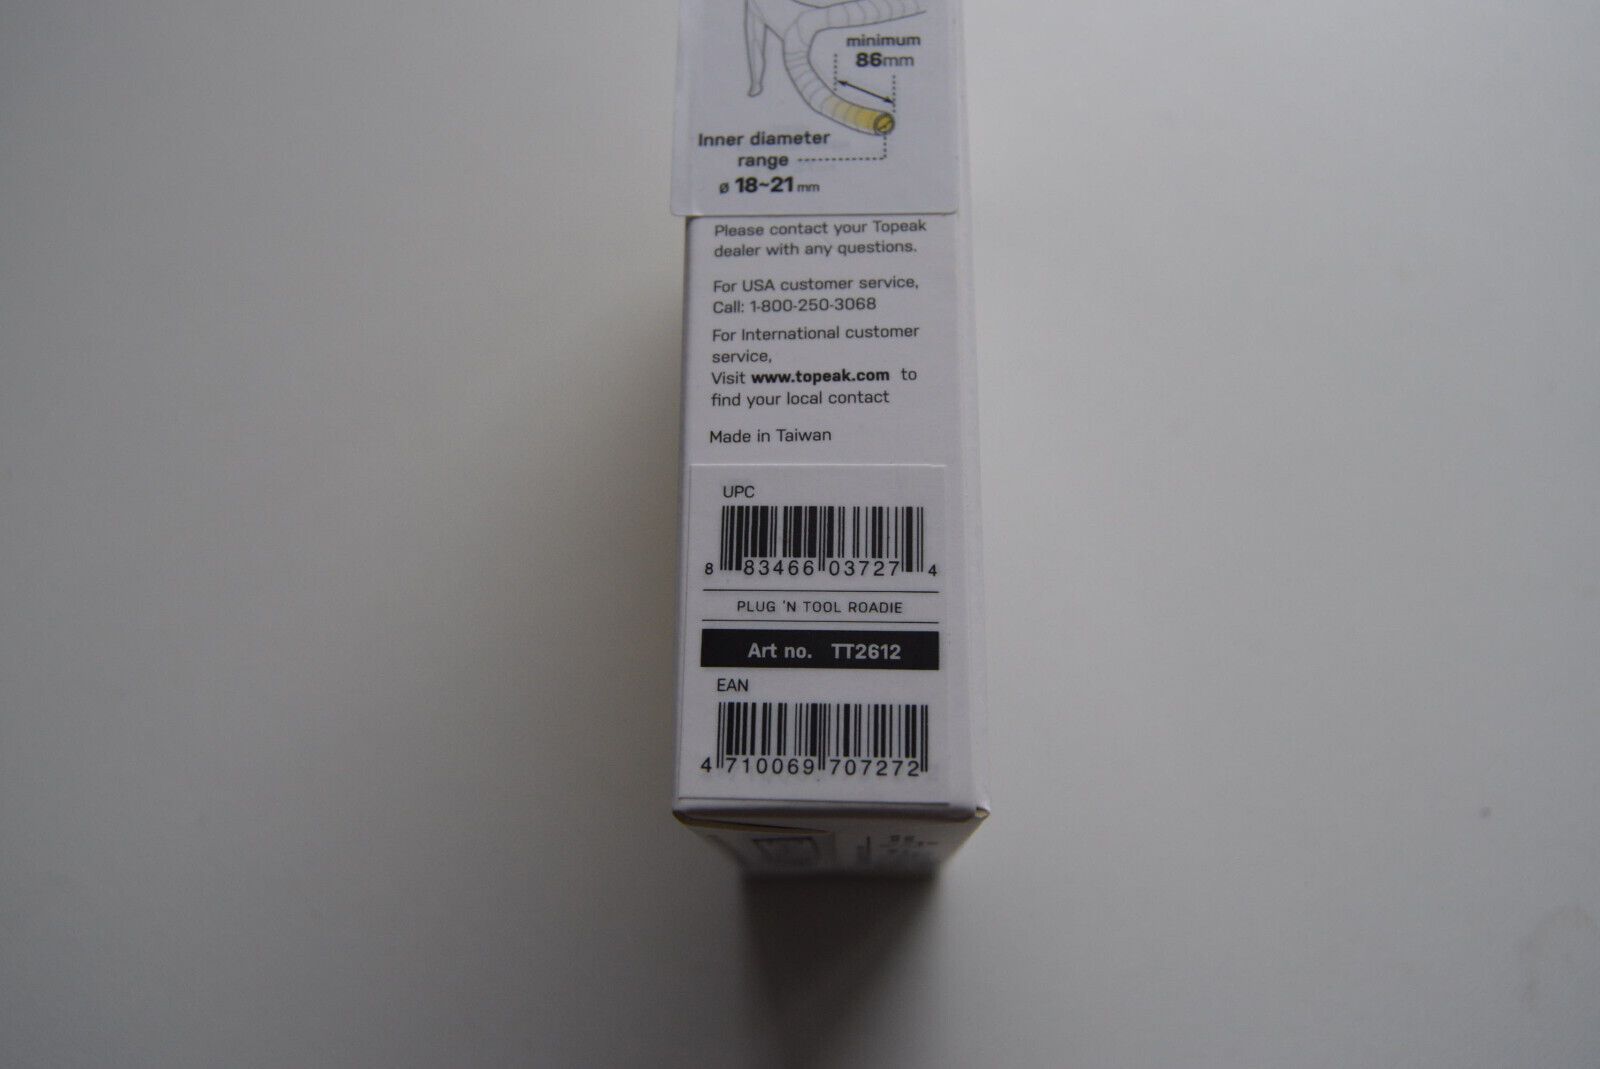 minimum
86mm
Inner diameter
range
ø 18~21 mm
Please contact your Topeak
dealer with any questions.
For USA customer service,
Call: 1-800-250-3068
For International customer
service,
Visit www.topeak.com to
find your local contact
Made in Taiwan
UPC
8 83466 03727 4
PLUG 'N TOOL ROADIE
Art no. TT2612
EAN
4 710069 707272